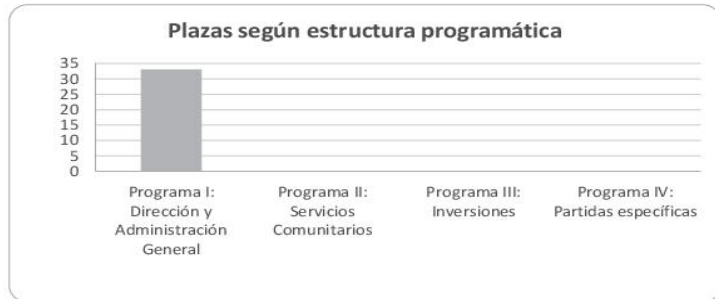 Plazas según estructura programática
35
30
25
20
15
10
5
0
Programa I:
Dirección y
Administración
General
Programa II:
Servicios
Comunitarios
Programa III:
Inversiones
Programa IV:
Partidas específicas